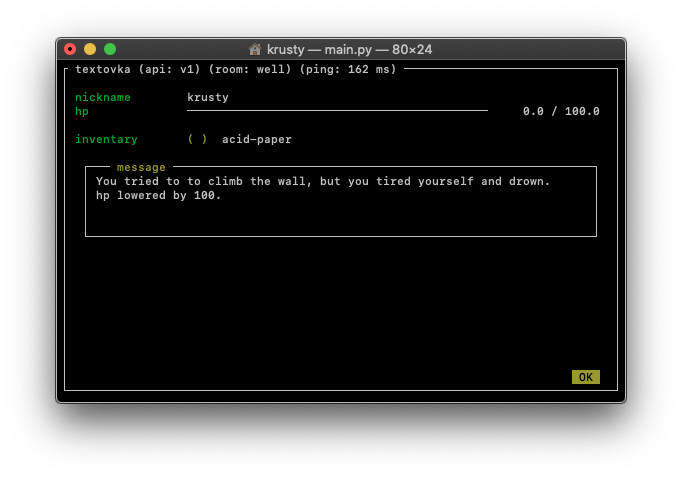 krusty — main.py — 80×24
textovka (api: v1) (room: well) (ping: 162 ms)
nickname krusty
hp 0.0 / 100.0
inventory ( ) acid-paper
message
You tried to to climb the wall, but you tired yourself and drown.
hp lowered by 100.
OK